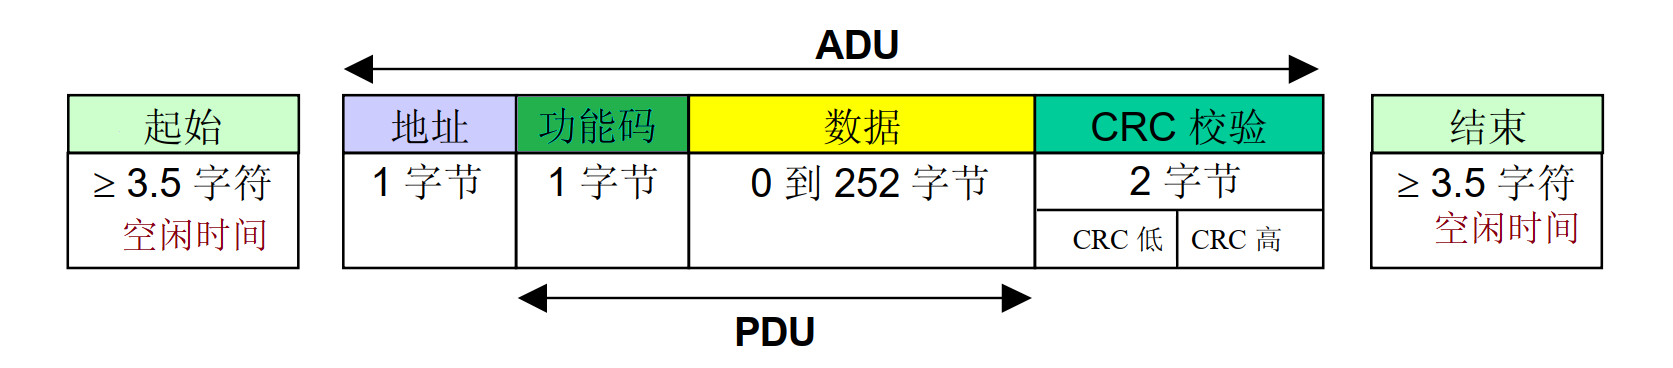 ADU
起始
地址
功能码
数据
CRC 校验
结束
≥ 3.5 字符
空闲时间
1 字节
1 字节
0 到 252 字节
2 字节
CRC 低
CRC 高
≥ 3.5 字符
空闲时间
PDU